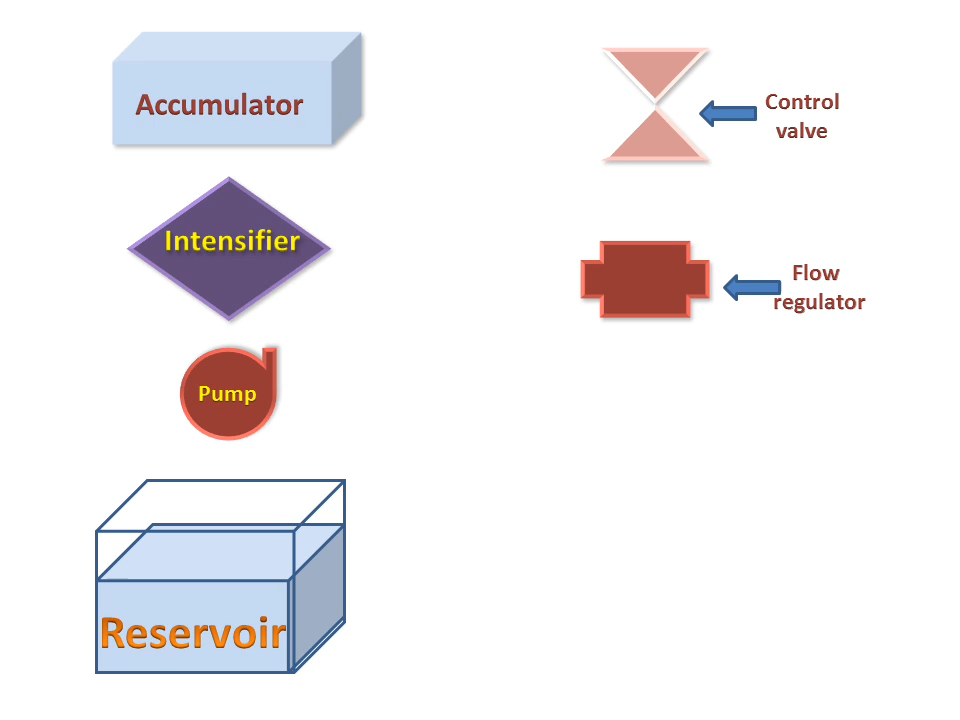 Accumulator
Intensifier
Pump
Reservoir
Control
valve
Flow
regulator